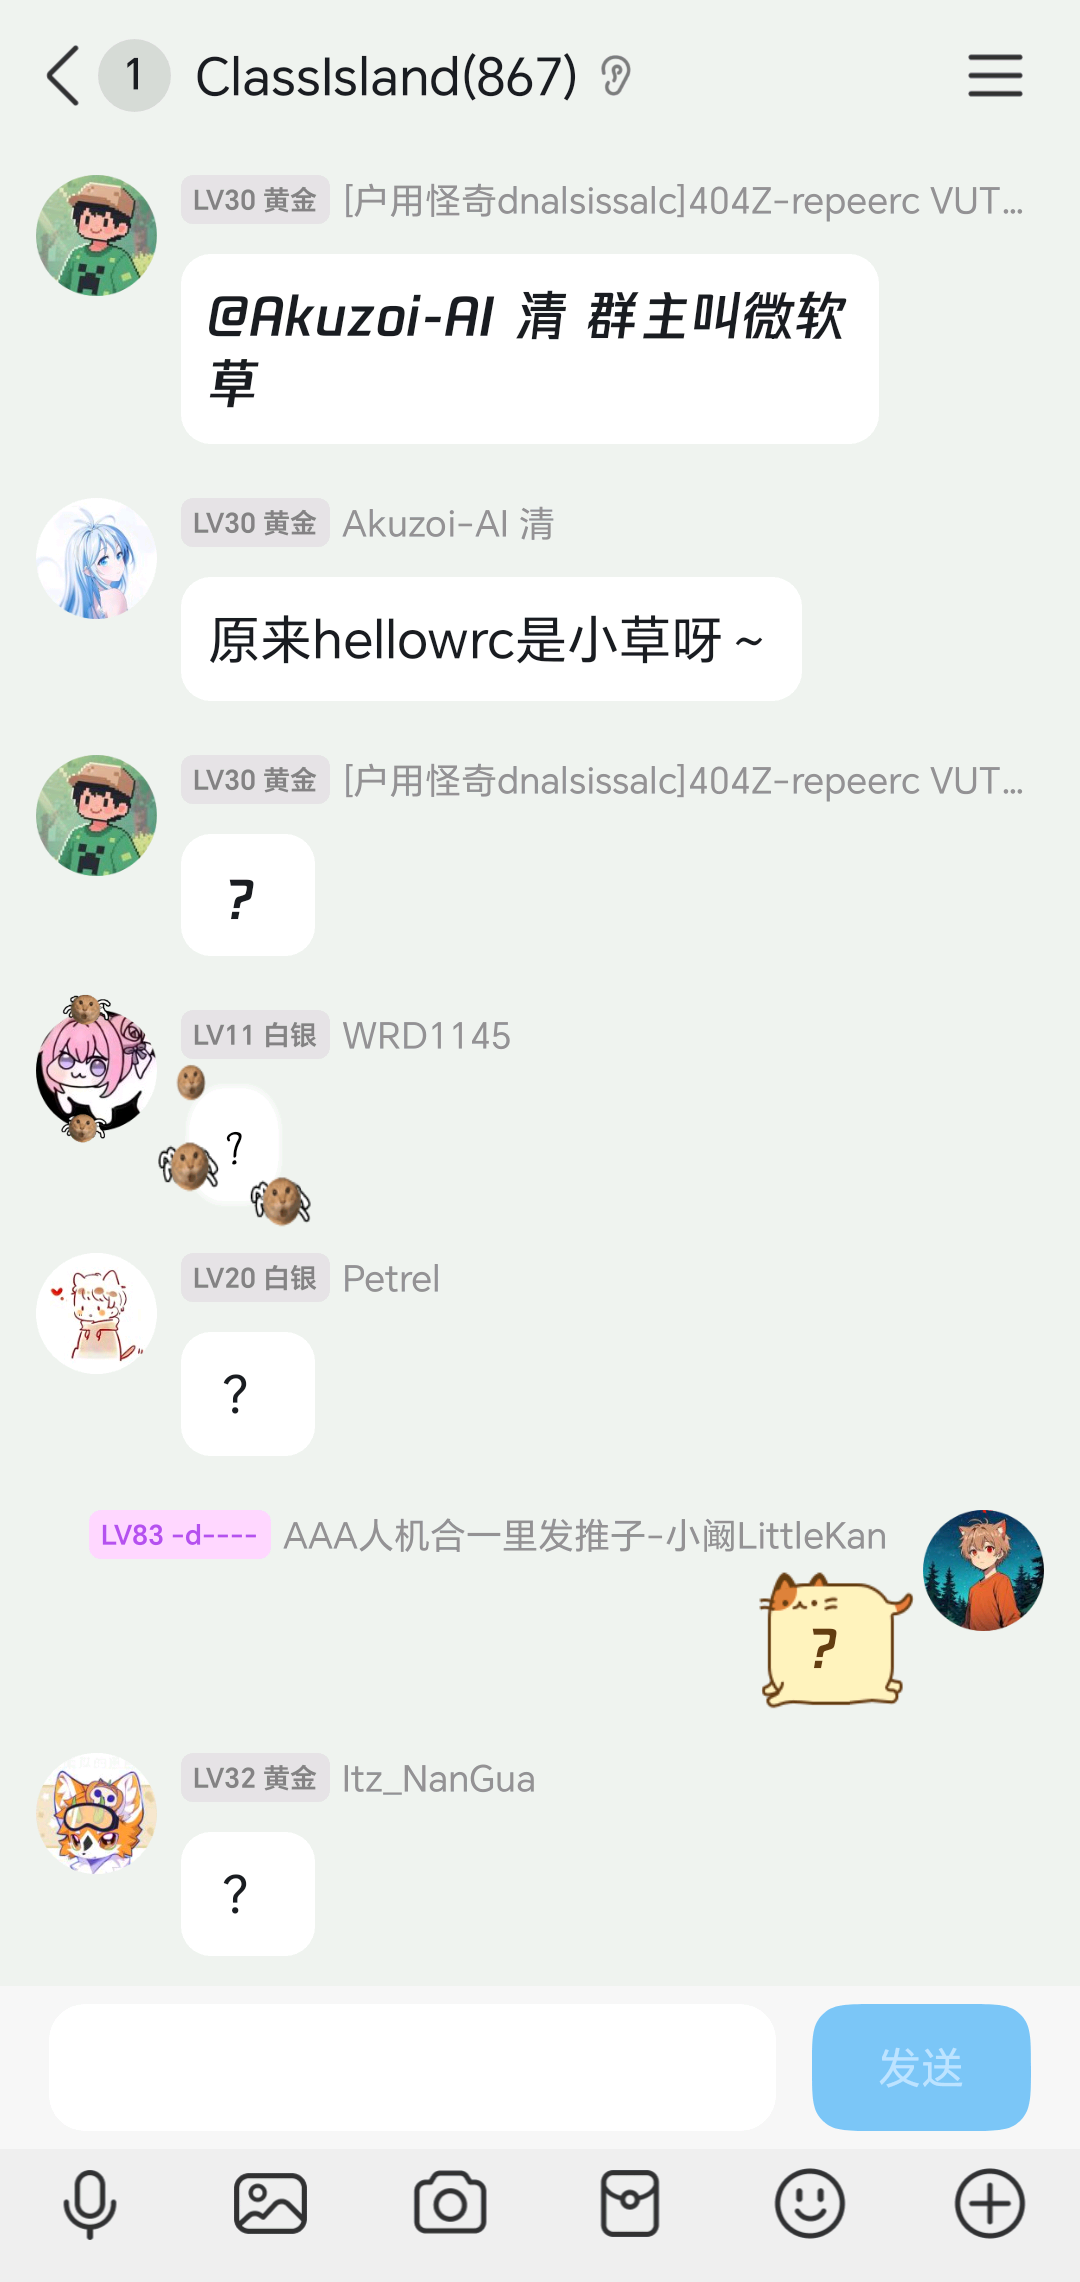 1 ClassIsland(867)
LV30 黄金 [户用怪奇dnalsissalc]404Z-repeerc VUT...
@Akuzoi-AI 清 群主叫微软
草
LV30 黄金 Akuzoi-AI 清
原来hellowrc是小草呀～
LV30 黄金 [户用怪奇dnalsissalc]404Z-repeerc VUT...
?
LV11 白银 WRD1145
？
LV20 白银 Petrel
？
LV83 -d---- AAA人机合一里发推子-小阚LittleKan
?
LV32 黄金 Itz_NanGua
？
发送